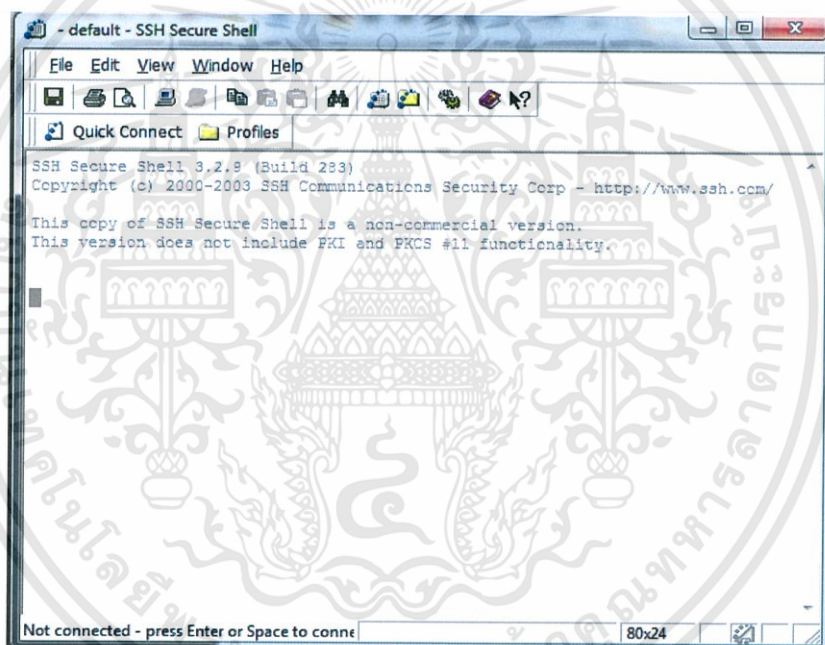 - default - SSH Secure Shell
File Edit View Window Help
Quick Connect Profiles
SSH Secure Shell 3.2.9 (Build 283)
Copyright (c) 2000-2003 SSH Communications Security Corp - http://www.ssh.com/
This copy of SSH Secure Shell is a non-commercial version.
This version does not include PKI and PKCS #11 functionality.
Not connected - press Enter or Space to conne
80x24